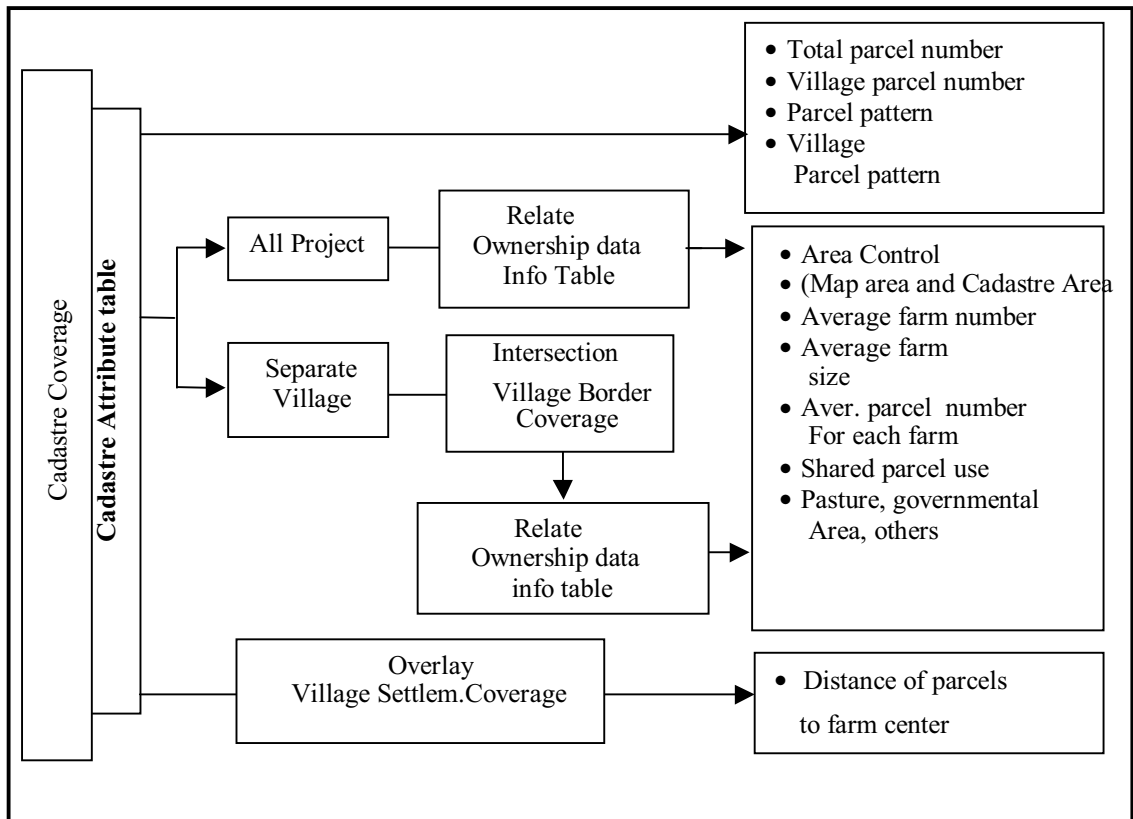 Cadastre Coverage
Cadastre Attribute table
• Total parcel number
• Village parcel number
• Parcel pattern
• Village
Parcel pattern
All Project
Relate
Ownership data
Info Table
• Area Control
• (Map area and Cadastre Area
• Average farm number
• Average farm
size
• Aver. parcel number
For each farm
• Shared parcel use
• Pasture, governmental
Area, others
Separate
Village
Intersection
Village Border
Coverage
Relate
Ownership data
info table
Overlay
Village Settlem.Coverage
• Distance of parcels
to farm center